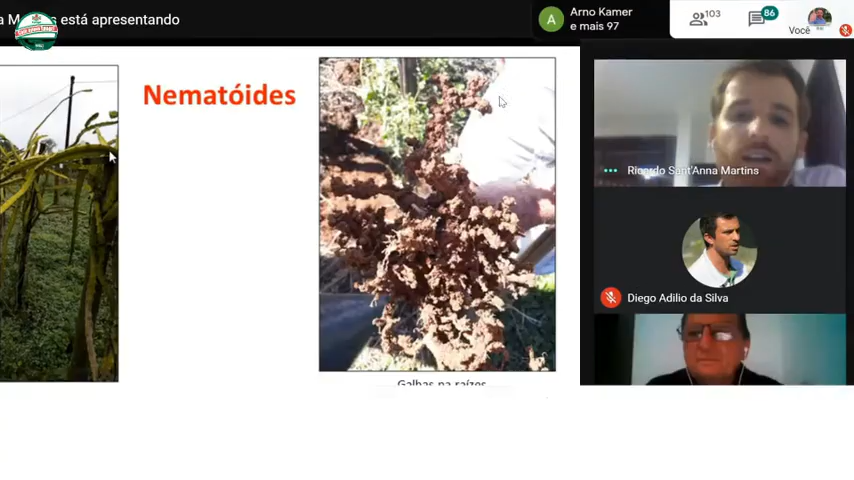 está apresentando
Arno Kamer
e mais 97
103
86
A
Você
Nematóides
Ricardo Sant'Anna Martins
Diego Adilio da Silva
Galhas na raízes